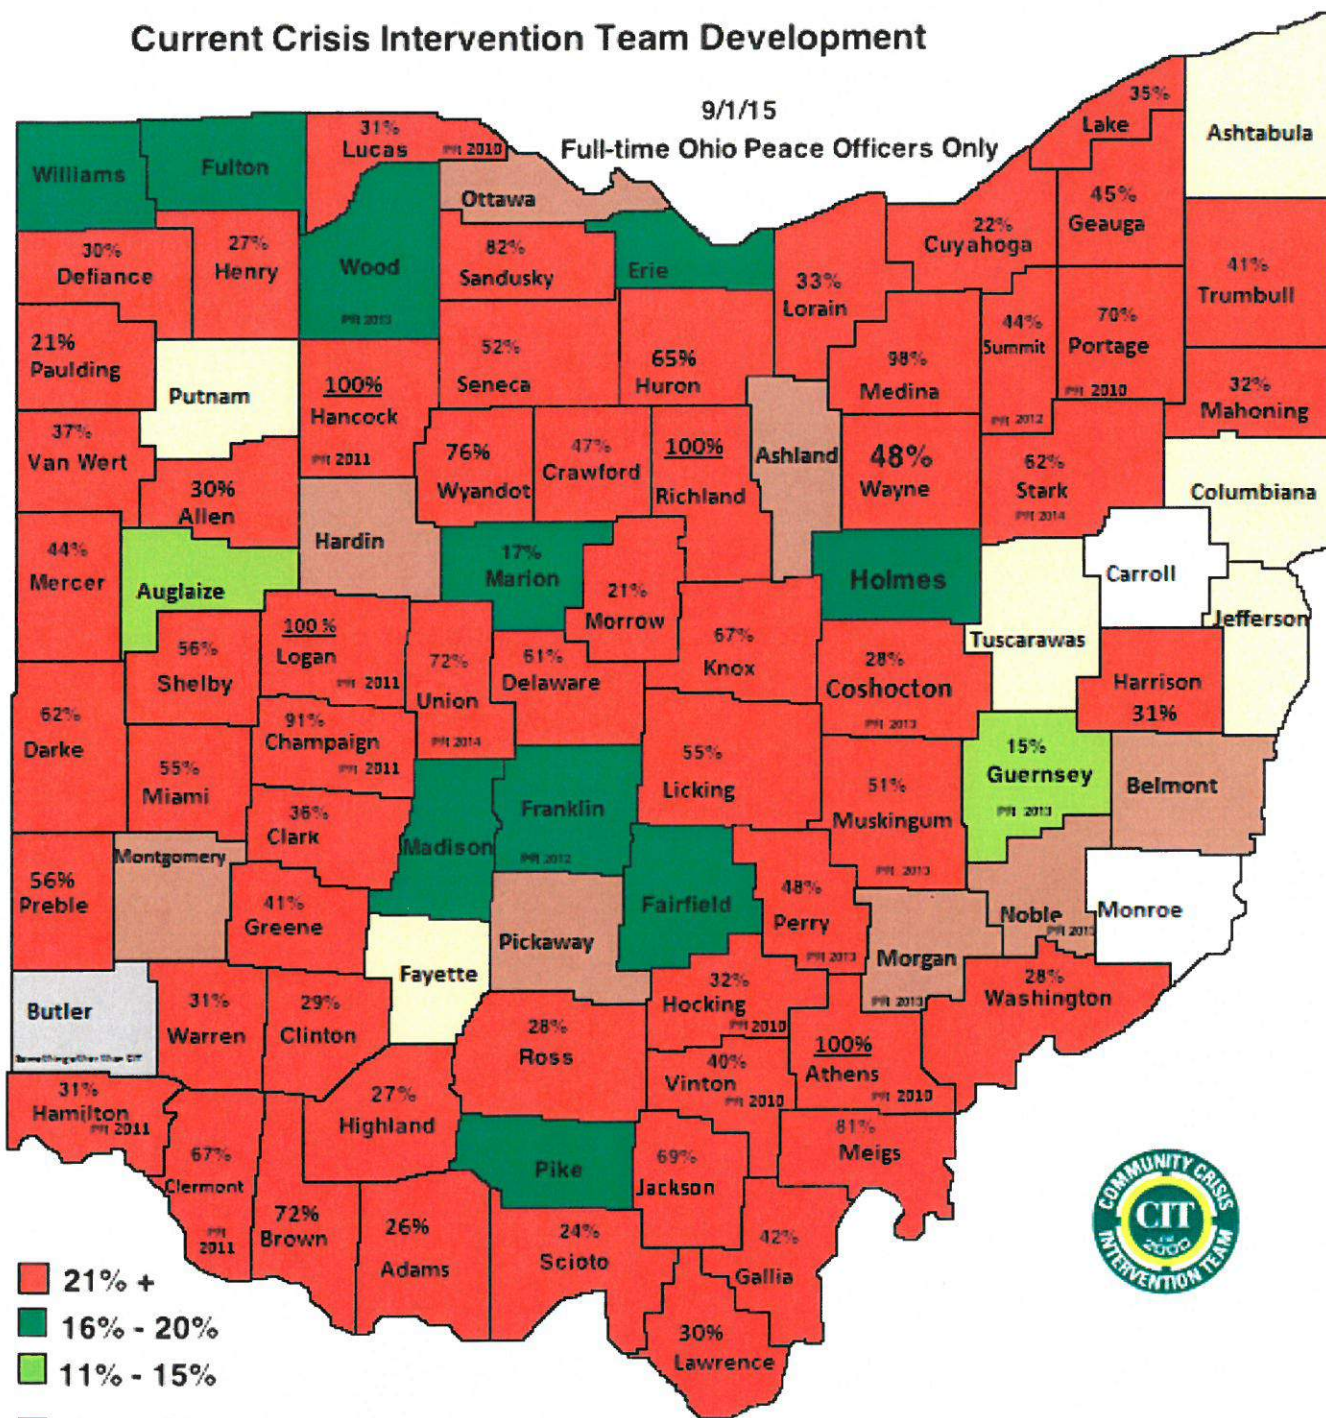 Current Crisis Intervention Team Development
9/1/15
Full-time Ohio Peace Officers Only
Williams
Fulton
31%
Lucas
PR 2010
Ottawa
35%
Lake
Ashtabula
30%
Defiance
27%
Henry
Wood
PR 2013
82%
Sandusky
Erie
33%
Lorain
22%
Cuyahoga
45%
Geauga
41%
Trumbull
21%
Paulding
Putnam
100%
Hancock
PR 2011
52%
Seneca
65%
Huron
98%
Medina
44%
Summit
PR 2012
70%
Portage
PR 2010
32%
Mahoning
37%
Van Wert
30%
Allen
76%
Wyandot
47%
Crawford
100%
Richland
Ashland
48%
Wayne
62%
Stark
PR 2014
Columbiana
44%
Mercer
Auglaize
Hardin
17%
Marion
21%
Morrow
Holmes
Carroll
Jefferson
56%
Shelby
100 %
Logan
PR 2011
72%
Union
PR 2014
61%
Delaware
67%
Knox
28%
Coshocton
PR 2013
Tuscarawas
Harrison
31%
62%
Darke
55%
Miami
91%
Champaign
PR 2011
55%
Licking
51%
Muskingum
PR 2013
15%
Guernsey
PR 2013
Belmont
36%
Clark
Madison
Franklin
PR 2012
56%
Preble
Montgomery
41%
Greene
Pickaway
Fairfield
48%
Perry
PR 2013
Morgan
PR 2013
Noble
PR 2013
Monroe
Butler
Something other than CIT
31%
Warren
29%
Clinton
Fayette
28%
Ross
32%
Hocking
PR 2010
28%
Washington
40%
Vinton
PR 2010
100%
Athens
PR 2010
31%
Hamilton
PR 2011
27%
Highland
Pike
69%
Jackson
81%
Meigs
67%
Clermont
PR 2011
72%
Brown
26%
Adams
24%
Scioto
42%
Gallia
30%
Lawrence
COMMUNITY CRISIS
CIT
2000
INTERVENTION TEAM
21% +
16% - 20%
11% - 15%